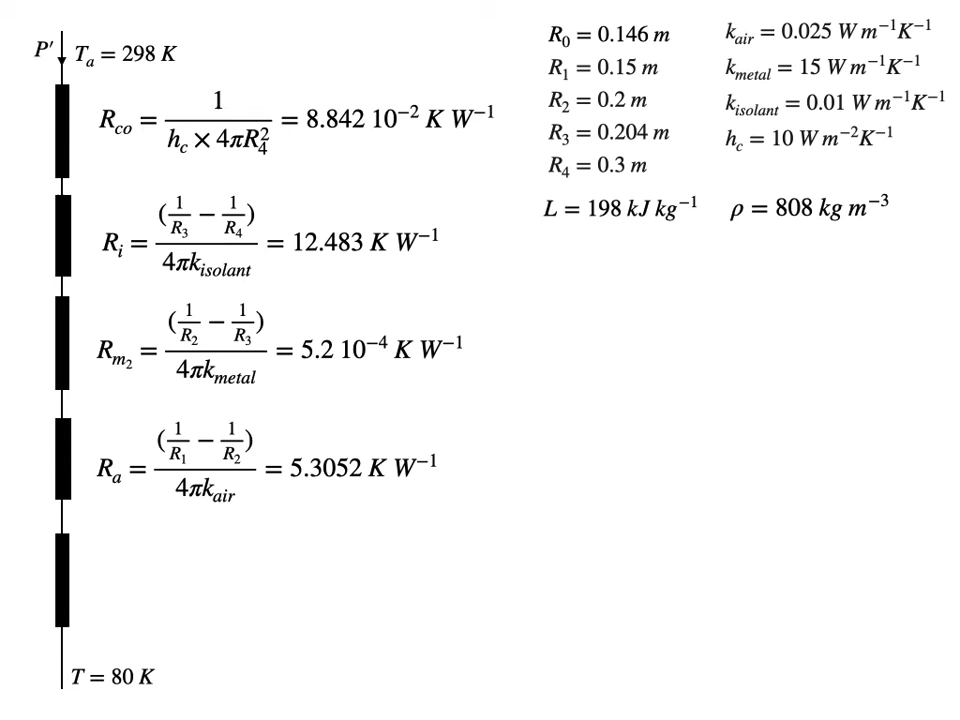 P′
T_a = 298 K
R_co = 1 / (h_c × 4πR_4^2) = 8.842 10^−2 K W^−1
R_i = (1/R_3 − 1/R_4) / (4πk_isolant) = 12.483 K W^−1
R_m_2 = (1/R_2 − 1/R_3) / (4πk_metal) = 5.2 10^−4 K W^−1
R_a = (1/R_1 − 1/R_2) / (4πk_air) = 5.3052 K W^−1
T = 80 K
R_0 = 0.146 m
R_1 = 0.15 m
R_2 = 0.2 m
R_3 = 0.204 m
R_4 = 0.3 m
k_air = 0.025 W m^−1 K^−1
k_metal = 15 W m^−1 K^−1
k_isolant = 0.01 W m^−1 K^−1
h_c = 10 W m^−2 K^−1
L = 198 kJ kg^−1
ρ = 808 kg m^−3